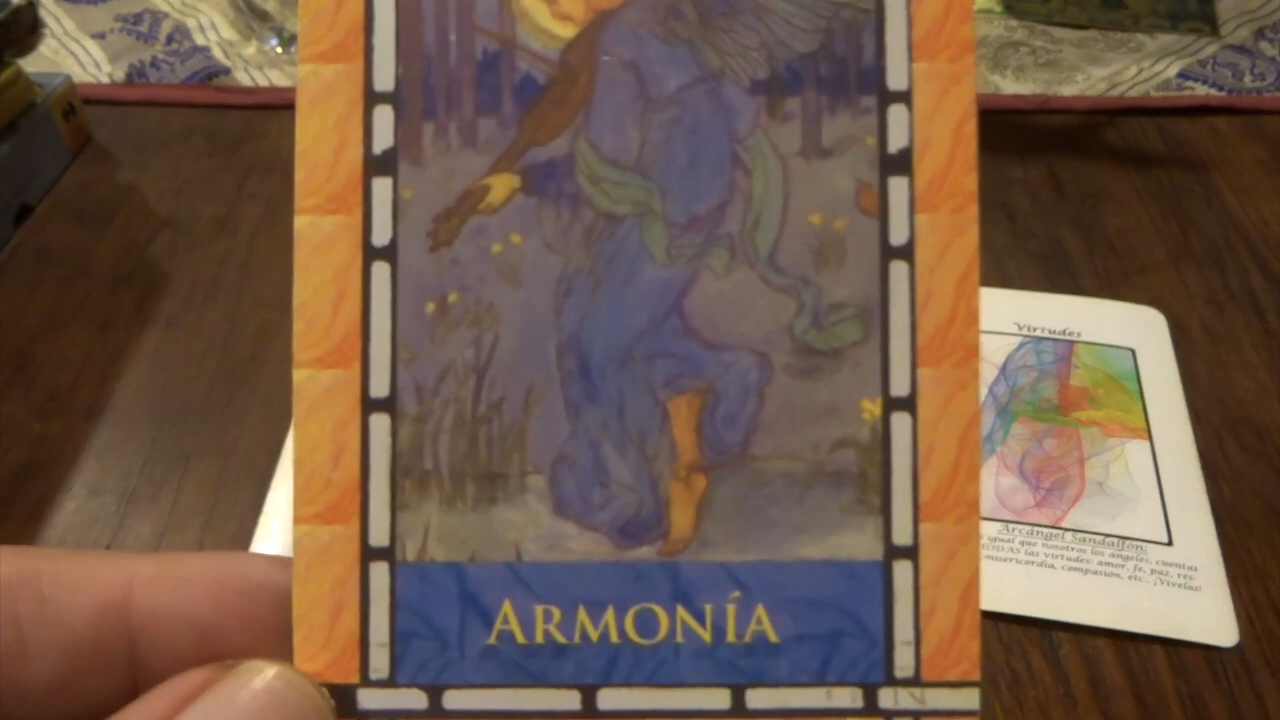 ARMONÍA
Virtudes
Arcángel Sandalfón:
igual que nosotros los ángeles, cuentas
TODAS las virtudes: amor, fe, paz, res-
misericordia, compasión, etc. ¡Vívelas!